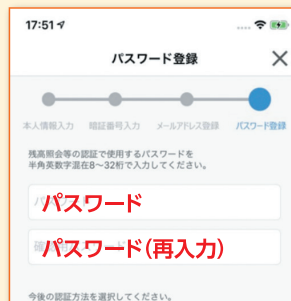 17:51
パスワード登録
本人情報入力 暗証番号入力 メールアドレス登録 パスワード登録
残高照会等の認証で使用するパスワードを
半角英数字混在8～32桁で入力してください。
パスワード
パスワード(再入力)
今後の認証方法を選択してください。